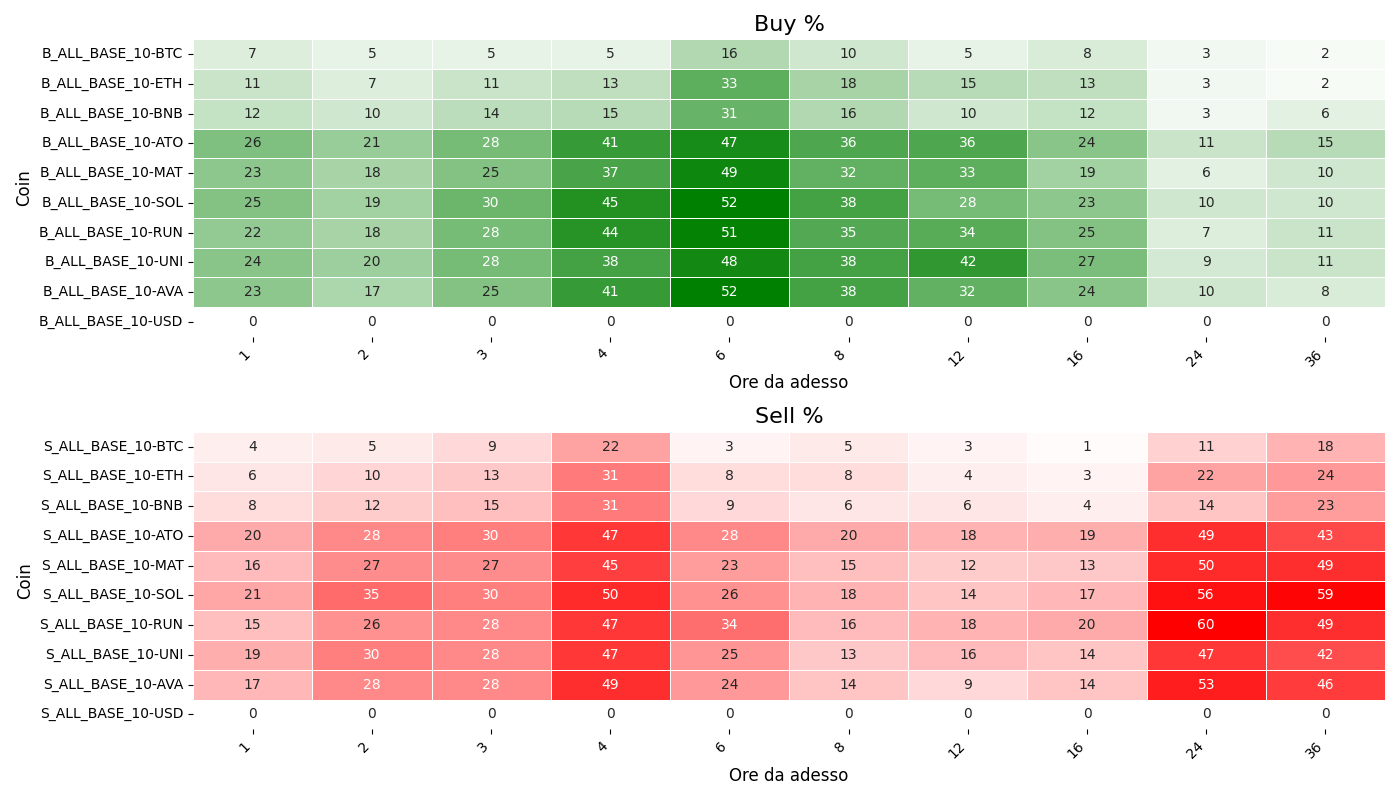 Buy %
Coin
B_ALL_BASE_10-BTC 7 5 5 5 16 10 5 8 3 2
B_ALL_BASE_10-ETH 11 7 11 13 33 18 15 13 3 2
B_ALL_BASE_10-BNB 12 10 14 15 31 16 10 12 3 6
B_ALL_BASE_10-ATO 26 21 28 41 47 36 36 24 11 15
B_ALL_BASE_10-MAT 23 18 25 37 49 32 33 19 6 10
B_ALL_BASE_10-SOL 25 19 30 45 52 38 28 23 10 10
B_ALL_BASE_10-RUN 22 18 28 44 51 35 34 25 7 11
B_ALL_BASE_10-UNI 24 20 28 38 48 38 42 27 9 11
B_ALL_BASE_10-AVA 23 17 25 41 52 38 32 24 10 8
B_ALL_BASE_10-USD 0 0 0 0 0 0 0 0 0 0
1 2 3 4 6 8 12 16 24 36
Ore da adesso
Sell %
Coin
S_ALL_BASE_10-BTC 4 5 9 22 3 5 3 1 11 18
S_ALL_BASE_10-ETH 6 10 13 31 8 8 4 3 22 24
S_ALL_BASE_10-BNB 8 12 15 31 9 6 6 4 14 23
S_ALL_BASE_10-ATO 20 28 30 47 28 20 18 19 49 43
S_ALL_BASE_10-MAT 16 27 27 45 23 15 12 13 50 49
S_ALL_BASE_10-SOL 21 35 30 50 26 18 14 17 56 59
S_ALL_BASE_10-RUN 15 26 28 47 34 16 18 20 60 49
S_ALL_BASE_10-UNI 19 30 28 47 25 13 16 14 47 42
S_ALL_BASE_10-AVA 17 28 28 49 24 14 9 14 53 46
S_ALL_BASE_10-USD 0 0 0 0 0 0 0 0 0 0
1 2 3 4 6 8 12 16 24 36
Ore da adesso